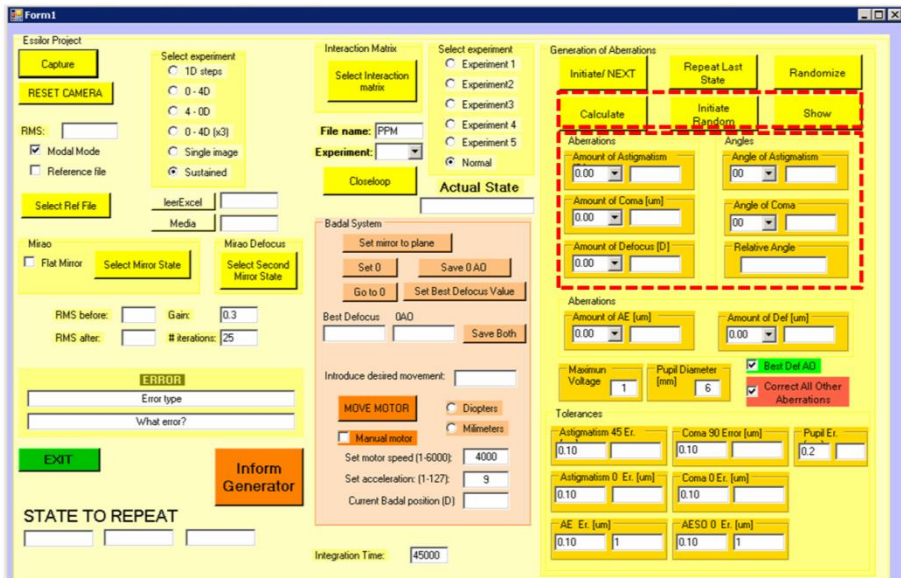 Form1
Essilor Project
Capture
RESET CAMERA
RMS:
Modal Mode
Reference file
Select Ref File
Select experiment
1D steps
0 - 4D
4 - 0D
0 - 4D (x3)
Single image
Sustained
leerExcel
Media
Mirao
Flat Mirror
Select Mirror State
Mirao Defocus
Select Second
Mirror State
RMS before:
Gain: 0.3
RMS after:
# iterations: 25
ERROR
Error type
What error?
EXIT
Inform
Generator
STATE TO REPEAT
Interaction Matrix
Select Interaction
matrix
File name: PPM
Experiment:
Closeloop
Select experiment
Experiment 1
Experiment2
Experiment3
Experiment 4
Experiment 5
Normal
Actual State
Badal System
Set mirror to plane
Set 0
Save 0 AO
Go to 0
Set Best Defocus Value
Best Defocus
0AO
Save Both
Introduce desired movement:
MOVE MOTOR
Diopters
Milimeters
Manual motor
Set motor speed (1-6000): 4000
Set acceleration: (1-127): 9
Current Badal position (D)
Integration Time: 45000
Generation of Aberrations
Initiate/ NEXT
Repeat Last
State
Randomize
Calculate
Initiate
Random
Show
Aberrations
Amount of Astigmatism
0.00
Amount of Coma [um]
0.00
Amount of Defocus [D]
0.00
Angles
Angle of Astigmatism
00
Angle of Coma
00
Relative Angle
Aberrations
Amount of AE [um]
0.00
Amount of Def [um]
0.00
Maximun
Voltage 1
Pupil Diameter
[mm] 6
Best Def AO
Correct All Other
Aberrations
Tolerances
Astigmatism 45 Er.
0.10
Coma 90 Error [um]
0.10
Pupil Er.
0.2
Astigmatism 0 Er. [um]
0.10
Coma 0 Er. [um]
0.10
AE Er. [um]
0.10 1
AESO 0 Er. [um]
0.10 1